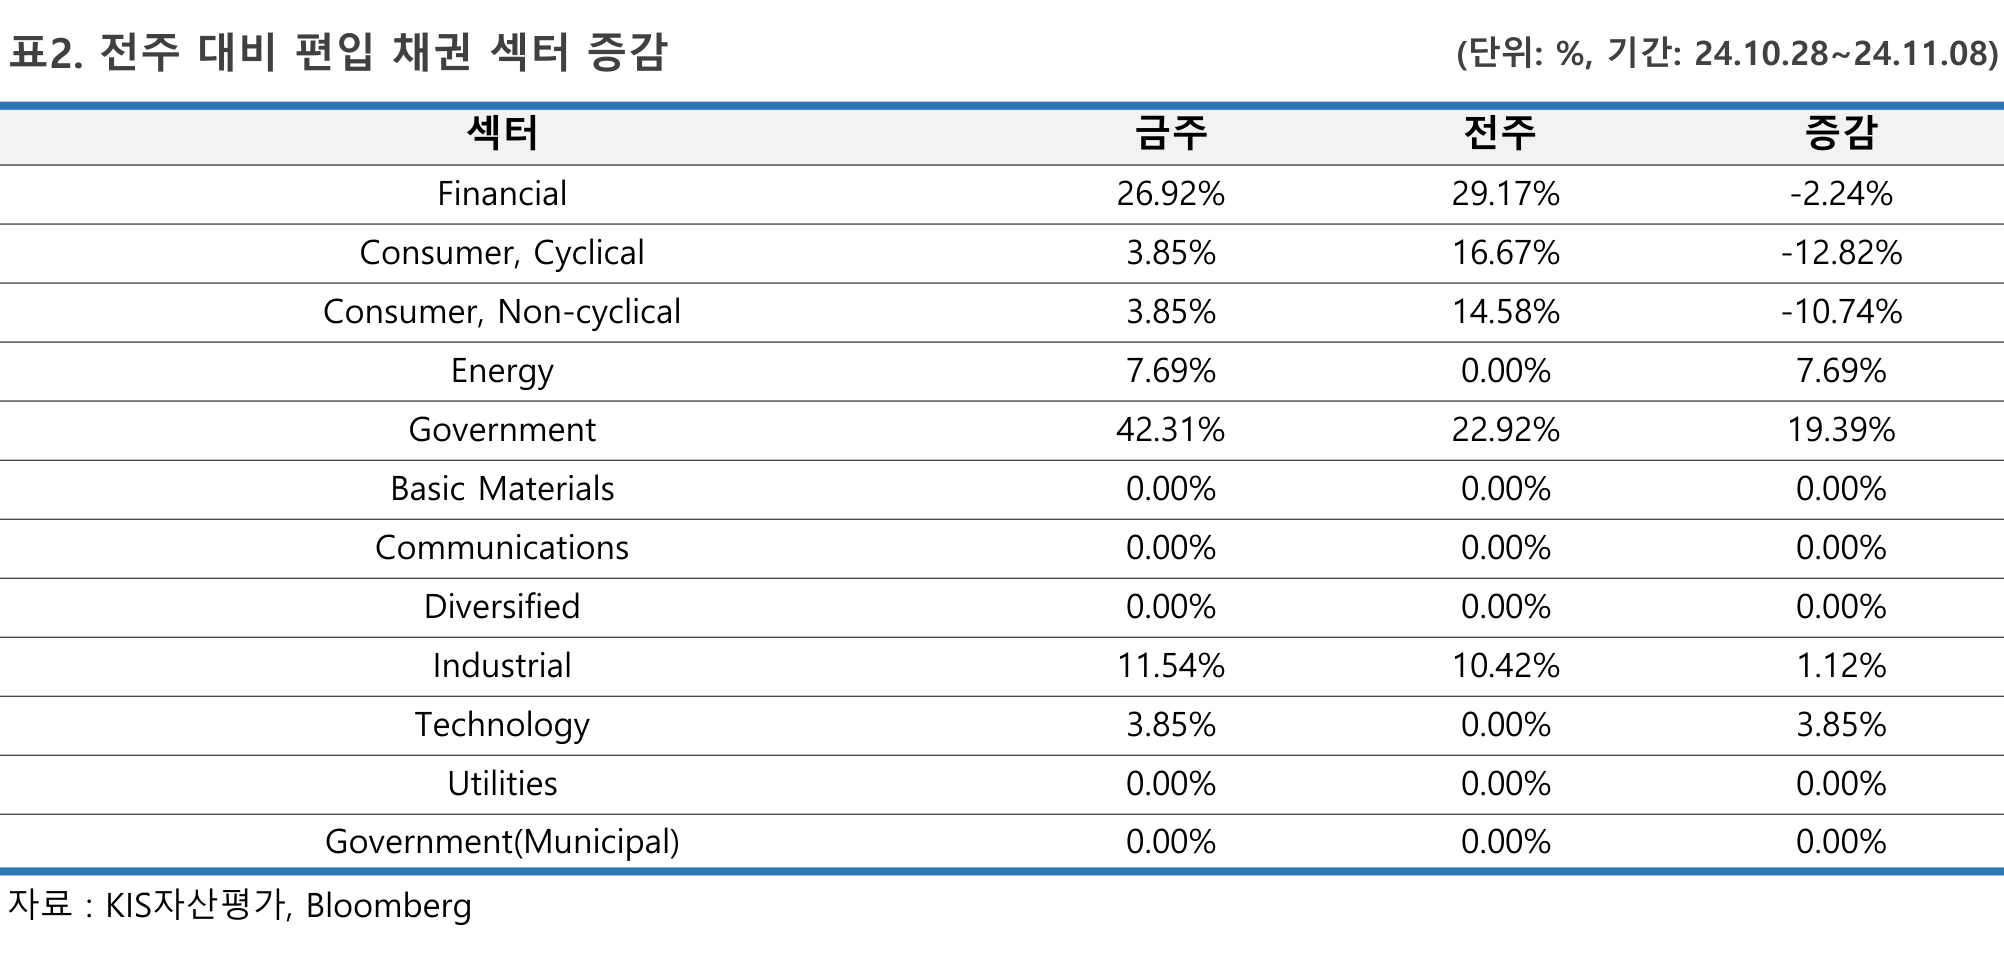 표2. 전주 대비 편입 채권 섹터 증감 (단위: %, 기간: 24.10.28~24.11.08)
섹터 금주 전주 증감
Financial 26.92% 29.17% -2.24%
Consumer, Cyclical 3.85% 16.67% -12.82%
Consumer, Non-cyclical 3.85% 14.58% -10.74%
Energy 7.69% 0.00% 7.69%
Government 42.31% 22.92% 19.39%
Basic Materials 0.00% 0.00% 0.00%
Communications 0.00% 0.00% 0.00%
Diversified 0.00% 0.00% 0.00%
Industrial 11.54% 10.42% 1.12%
Technology 3.85% 0.00% 3.85%
Utilities 0.00% 0.00% 0.00%
Government(Municipal) 0.00% 0.00% 0.00%
자료 : KIS자산평가, Bloomberg